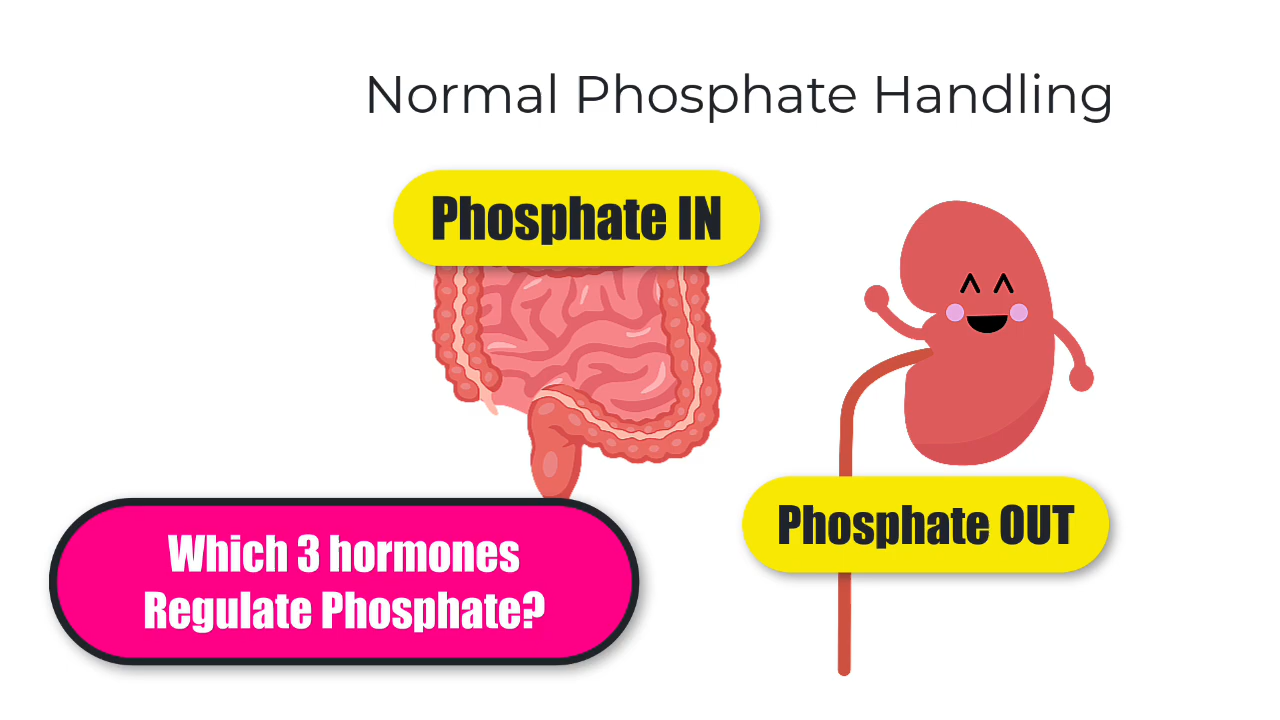 Normal Phosphate Handling
Phosphate IN
Phosphate OUT
Which 3 hormones
Regulate Phosphate?